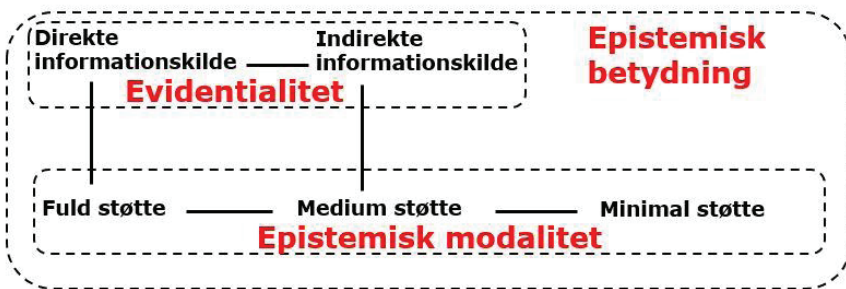 Direkte
informationskilde
Indirekte
informationskilde
Evidentialitet
Epistemisk
betydning
Fuld støtte
Medium støtte
Minimal støtte
Epistemisk modalitet